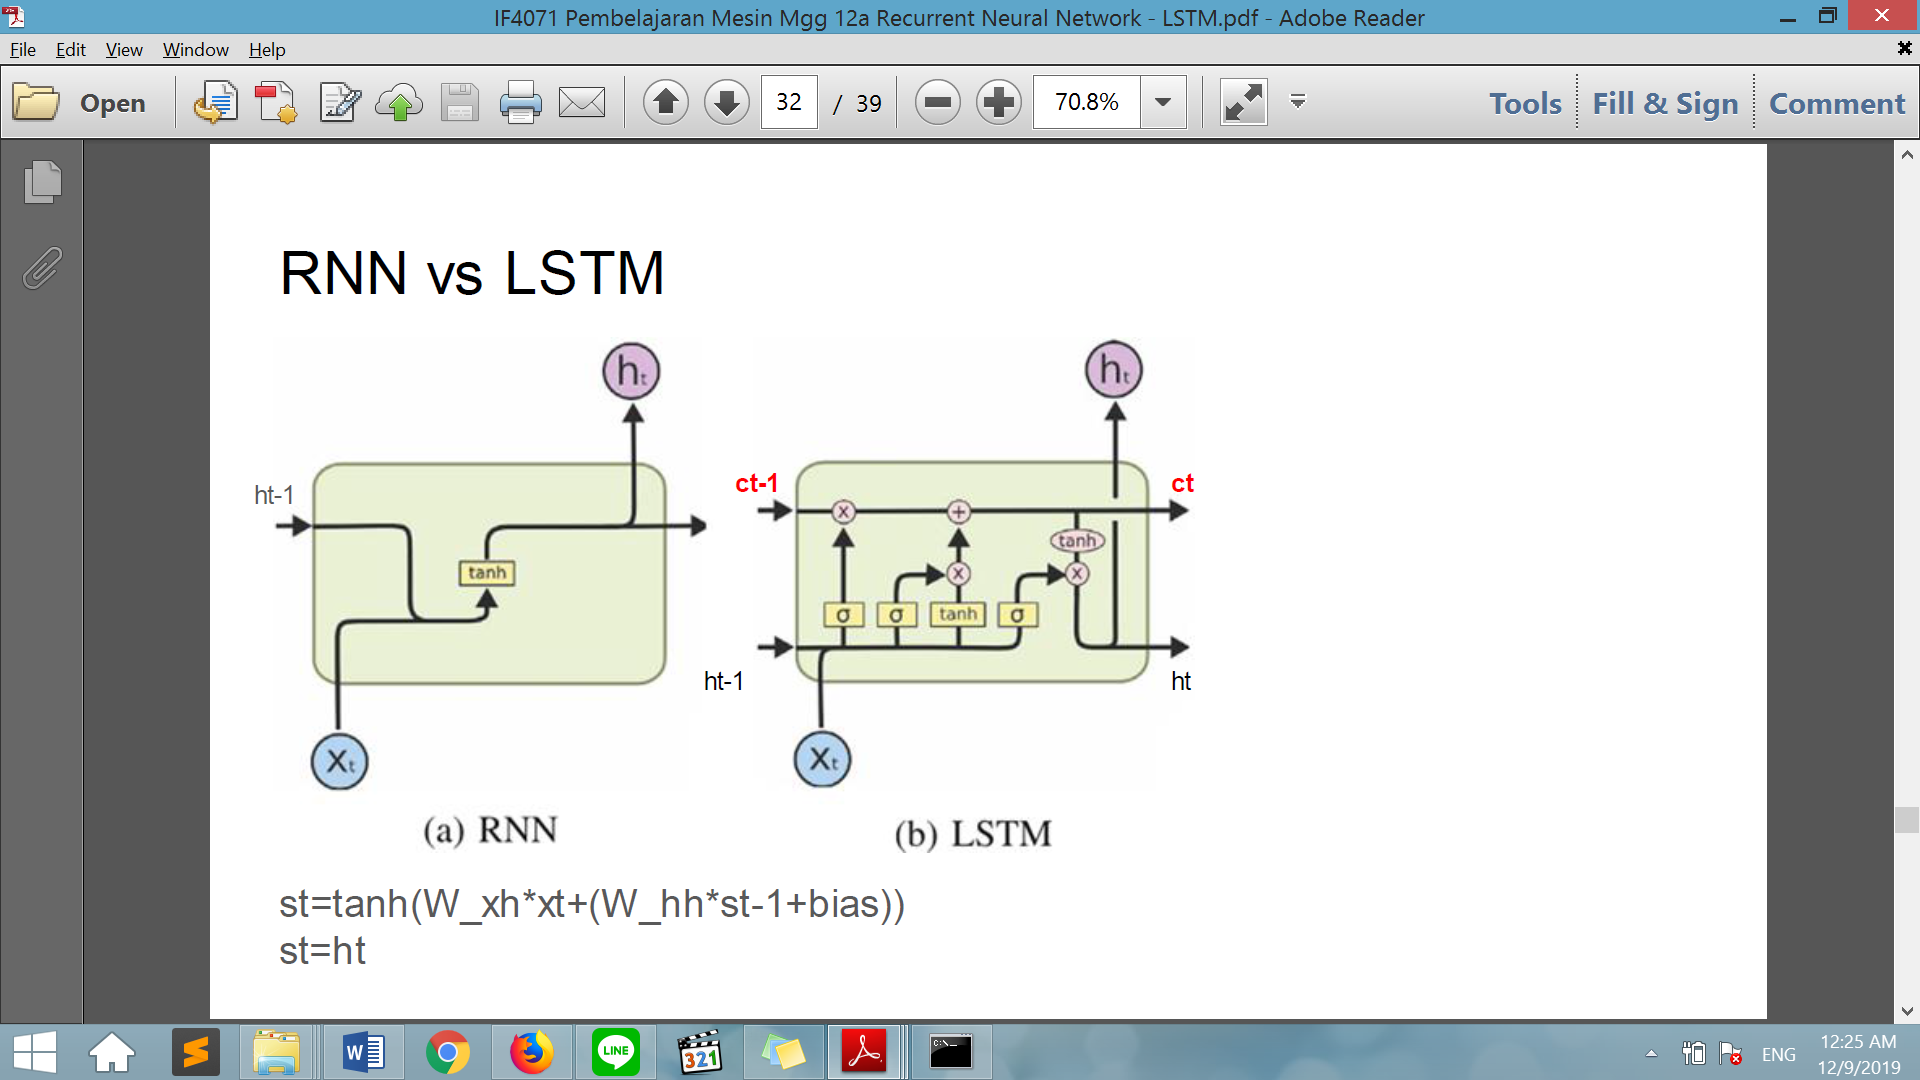 IF4071 Pembelajaran Mesin Mgg 12a Recurrent Neural Network - LSTM.pdf - Adobe Reader
File Edit View Window Help
Open
32 / 39
70.8%
Tools Fill & Sign Comment
RNN vs LSTM
ht
ht-1
tanh
Xt
(a) RNN
ht
ct-1
ct
x
+
tanh
x
x
σ
σ
tanh
σ
ht-1
ht
Xt
(b) LSTM
st=tanh(W_xh*xt+(W_hh*st-1+bias))
st=ht
W
LINE
321
C:\_
ENG
12:25 AM
12/9/2019